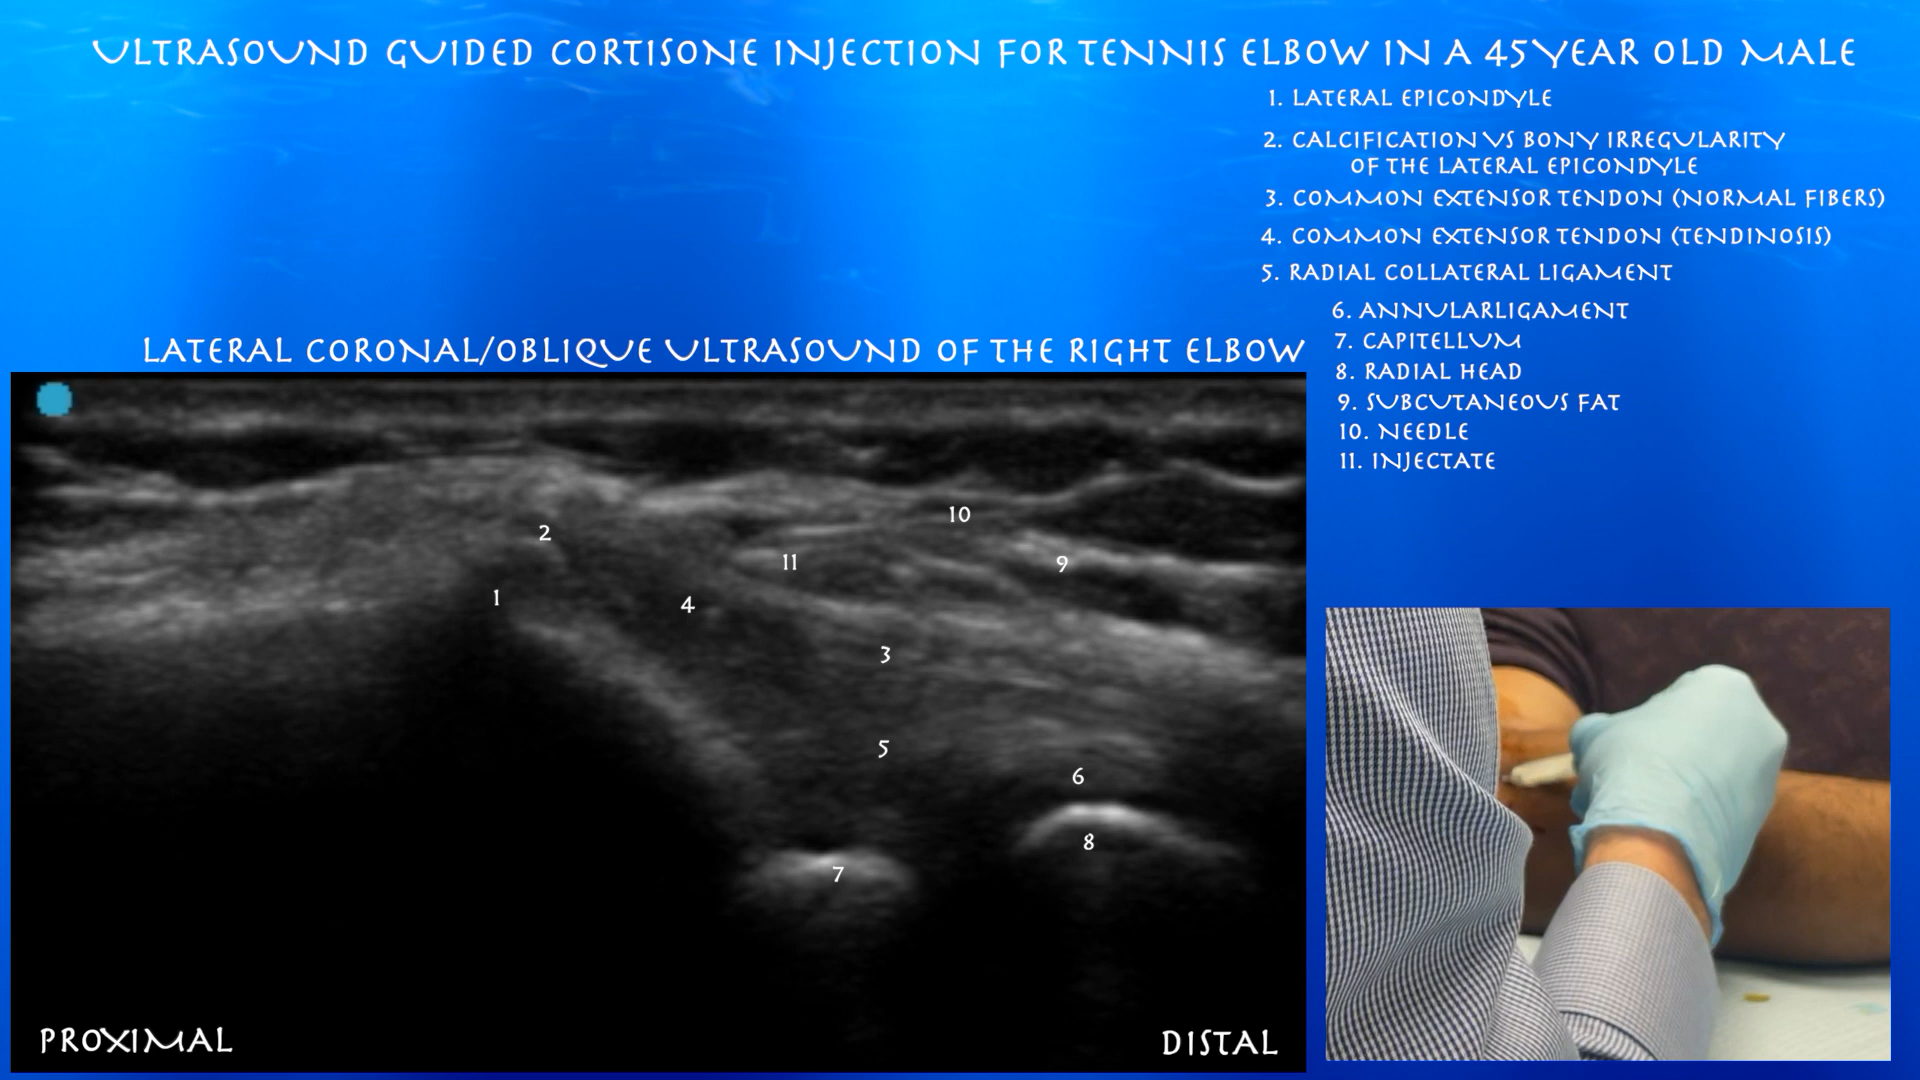 ULTRASOUND GUIDED CORTISONE INJECTION FOR TENNIS ELBOW IN A 45 YEAR OLD MALE
1. LATERAL EPICONDYLE
2. CALCIFICATION VS BONY IRREGULARITY
OF THE LATERAL EPICONDYLE
3. COMMON EXTENSOR TENDON (NORMAL FIBERS)
4. COMMON EXTENSOR TENDON (TENDINOSIS)
5. RADIAL COLLATERAL LIGAMENT
6. ANNULARLIGAMENT
7. CAPITELLUM
8. RADIAL HEAD
9. SUBCUTANEOUS FAT
10. NEEDLE
11. INJECTATE
LATERAL CORONAL/OBLIQUE ULTRASOUND OF THE RIGHT ELBOW
10
2
11
9
1
4
3
5
6
8
7
PROXIMAL
DISTAL